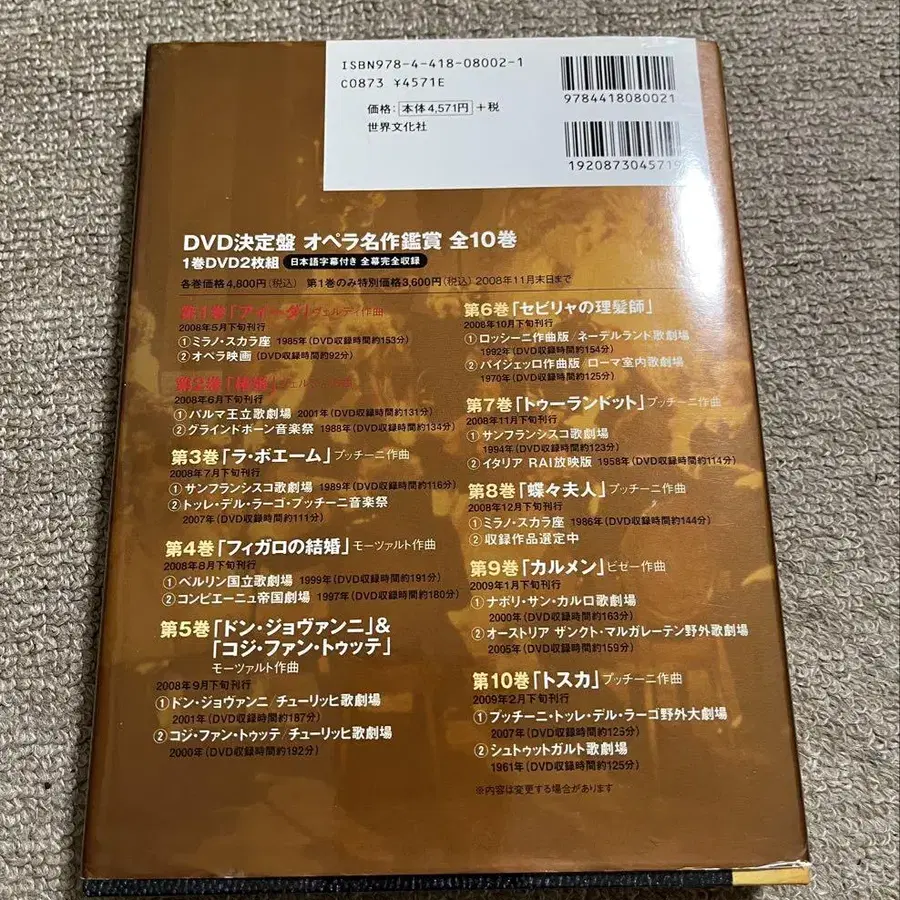 ISBN978-4-418-08002-1
C0873 ¥4571E
価格：本体4,571円＋税
世界文化社
9784418080021
1920873045719
DVD決定盤 オペラ名作鑑賞 全10巻
1巻DVD2枚組 日本語字幕付き 全幕完全収録
各巻価格4,800円(税込) 第1巻のみ特別価格3,600円(税込) 2008年11月末日まで
第1巻「アイーダ」ヴェルディ作曲
2008年5月下旬刊行
①ミラノ・スカラ座 1985年(DVD収録時間約153分)
②オペラ映画 (DVD収録時間約92分)
第2巻「椿姫」ヴェルディ作曲
2008年6月下旬刊行
①パルマ王立歌劇場 2001年(DVD収録時間約131分)
②グラインドボーン音楽祭 1988年(DVD収録時間約134分)
第3巻「ラ・ボエーム」プッチーニ作曲
2008年7月下旬刊行
①サンフランシスコ歌劇場 1989年(DVD収録時間約116分)
②トッレ・デル・ラーゴ・プッチーニ音楽祭
2007年(DVD収録時間約111分)
第4巻「フィガロの結婚」モーツァルト作曲
2008年8月下旬刊行
①ベルリン国立歌劇場 1999年(DVD収録時間約191分)
②コンピエーニュ帝国劇場 1997年(DVD収録時間約180分)
第5巻「ドン・ジョヴァンニ」&
「コジ・ファン・トゥッテ」
モーツァルト作曲
2008年9月下旬刊行
①ドン・ジョヴァンニ/チューリッヒ歌劇場
2001年(DVD収録時間約187分)
②コジ・ファン・トゥッテ/チューリッヒ歌劇場
2000年(DVD収録時間約192分)
第6巻「セビリャの理髪師」
2008年10月下旬刊行
①ロッシーニ作曲版/ネーデルランド歌劇場
1992年(DVD収録時間約154分)
②パイジェッロ作曲版/ローマ室内歌劇場
1970年(DVD収録時間約125分)
第7巻「トゥーランドット」プッチーニ作曲
2008年11月下旬刊行
①サンフランシスコ歌劇場
1994年(DVD収録時間約123分)
②イタリア RAI放映版 1958年(DVD収録時間約114分)
第8巻「蝶々夫人」プッチーニ作曲
2008年12月下旬刊行
①ミラノ・スカラ座 1986年(DVD収録時間約144分)
②収録作品選定中
第9巻「カルメン」ビゼー作曲
2009年1月下旬刊行
①ナポリ・サン・カルロ歌劇場
2000年(DVD収録時間約163分)
②オーストリア ザンクト・マルガレーテン野外歌劇場
2005年(DVD収録時間約159分)
第10巻「トスカ」プッチーニ作曲
2009年2月下旬刊行
①プッチーニ・トッレ・デル・ラーゴ野外大劇場
2007年(DVD収録時間約123分)
②シュトゥットガルト歌劇場
1961年(DVD収録時間約125分)
※内容は変更する場合があります